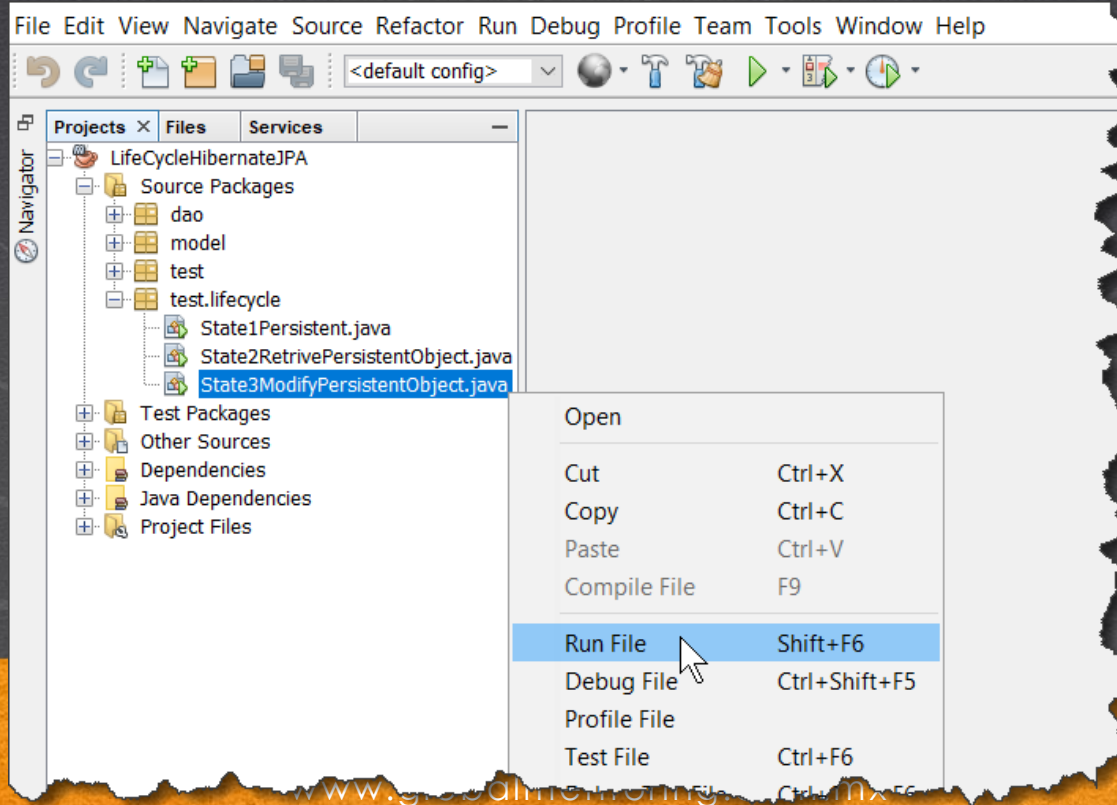 File Edit View Navigate Source Refactor Run Debug Profile Team Tools Window Help
<default config>
Projects Files Services
Navigator
LifeCycleHibernateJPA
Source Packages
dao
model
test
test.lifecycle
State1Persistent.java
State2RetrivePersistentObject.java
State3ModifyPersistentObject.java
Test Packages
Other Sources
Dependencies
Java Dependencies
Project Files
Open
Cut Ctrl+X
Copy Ctrl+C
Paste Ctrl+V
Compile File F9
Run File Shift+F6
Debug File Ctrl+Shift+F5
Profile File
Test File Ctrl+F6